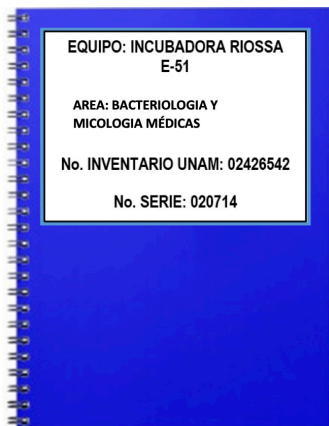 EQUIPO: INCUBADORA RIOSSA
E-51
AREA: BACTERIOLOGIA Y
MICOLOGIA MÉDICAS
No. INVENTARIO UNAM: 02426542
No. SERIE: 020714